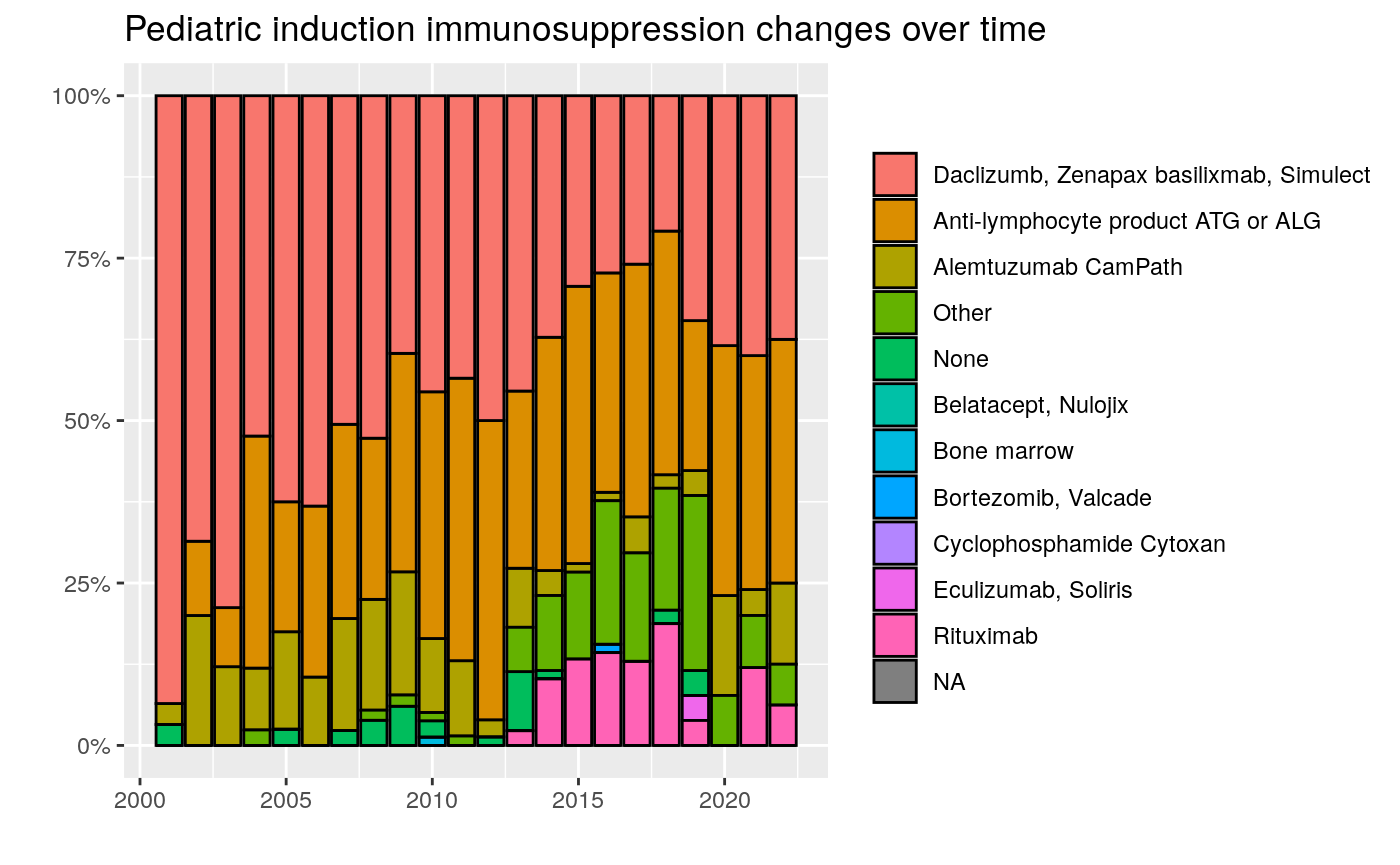 Pediatric induction immunosuppression changes over time
100%
75%
50%
25%
0%
2000 2005 2010 2015 2020
Daclizumb, Zenapax basilixmab, Simulect
Anti-lymphocyte product ATG or ALG
Alemtuzumab CamPath
Other
None
Belatacept, Nulojix
Bone marrow
Bortezomib, Valcade
Cyclophosphamide Cytoxan
Eculizumab, Soliris
Rituximab
NA